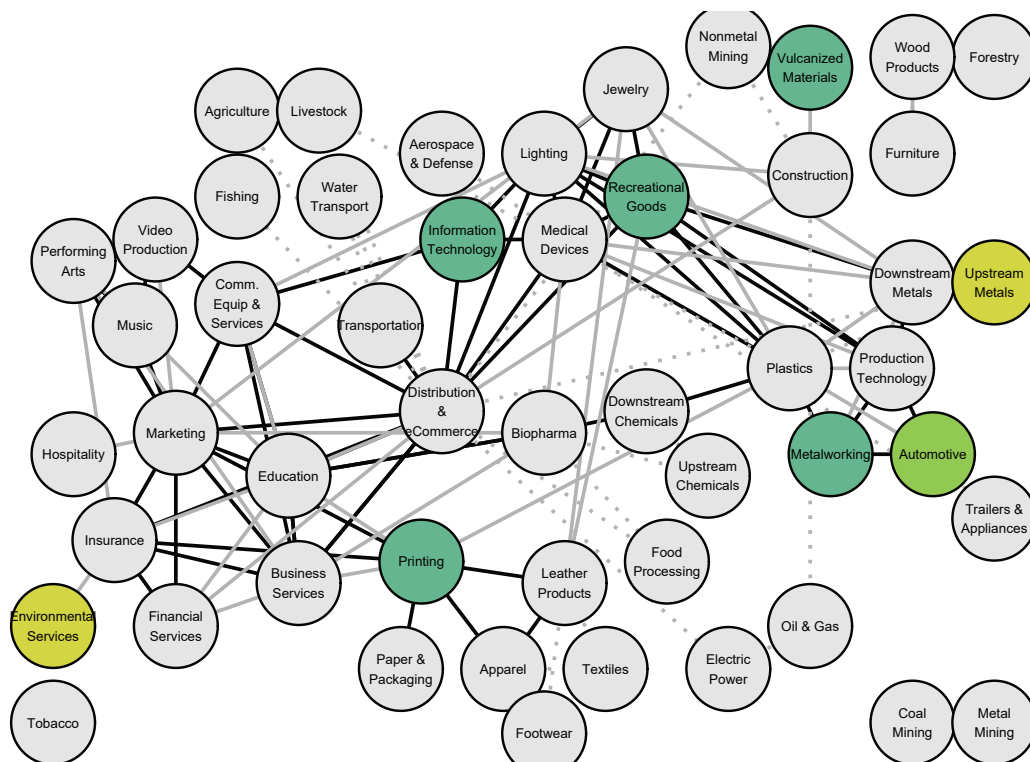 Nonmetal
Mining
Vulcanized
Materials
Wood
Products
Forestry
Jewelry
Agriculture
Livestock
Aerospace
& Defense
Lighting
Furniture
Construction
Fishing
Water
Transport
Recreational
Goods
Information
Technology
Medical
Devices
Video
Production
Performing
Arts
Comm.
Equip &
Services
Downstream
Metals
Upstream
Metals
Music
Transportation
Plastics
Production
Technology
Distribution
&
eCommerce
Downstream
Chemicals
Marketing
Biopharma
Hospitality
Education
Upstream
Chemicals
Metalworking
Automotive
Trailers &
Appliances
Insurance
Printing
Business
Services
Leather
Products
Food
Processing
Environmental
Services
Financial
Services
Oil & Gas
Paper &
Packaging
Apparel
Textiles
Electric
Power
Tobacco
Footwear
Coal
Mining
Metal
Mining